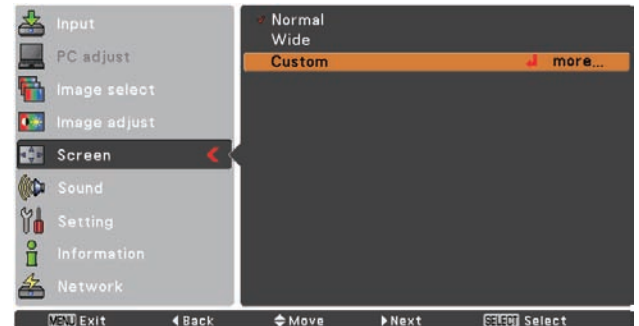 Input
PC adjust
Image select
Image adjust
Screen
Sound
Setting
Information
Network
Normal
Wide
Custom more...
MENU Exit Back Move Next SELECT Select